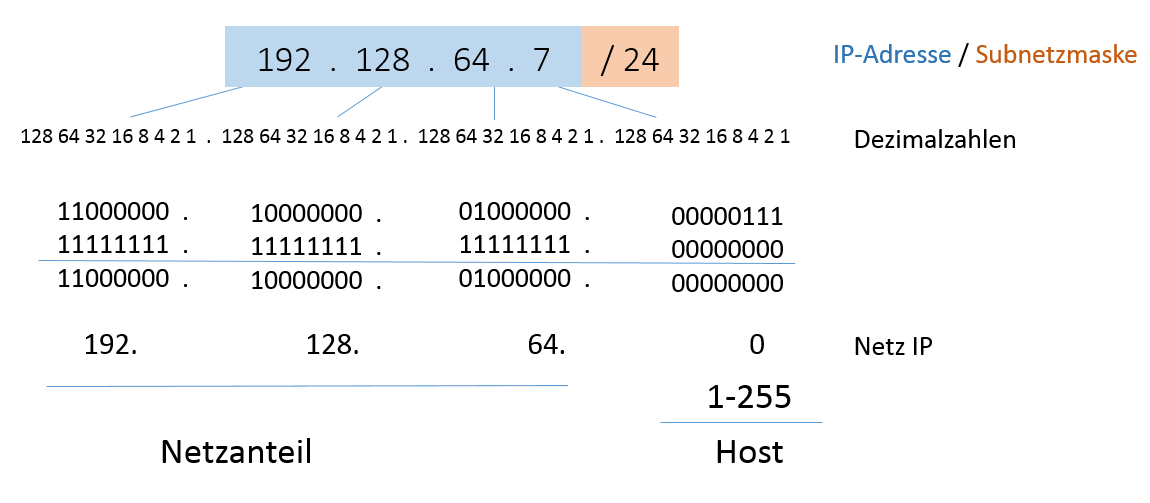 192 . 128 . 64 . 7 / 24 IP-Adresse / Subnetzmaske
128 64 32 16 8 4 2 1 . 128 64 32 16 8 4 2 1 . 128 64 32 16 8 4 2 1 . 128 64 32 16 8 4 2 1 Dezimalzahlen
11000000 . 10000000 . 01000000 . 00000111
11111111 . 11111111 . 11111111 . 00000000
11000000 . 10000000 . 01000000 . 00000000
192. 128. 64. 0 Netz IP
1-255
Netzanteil Host